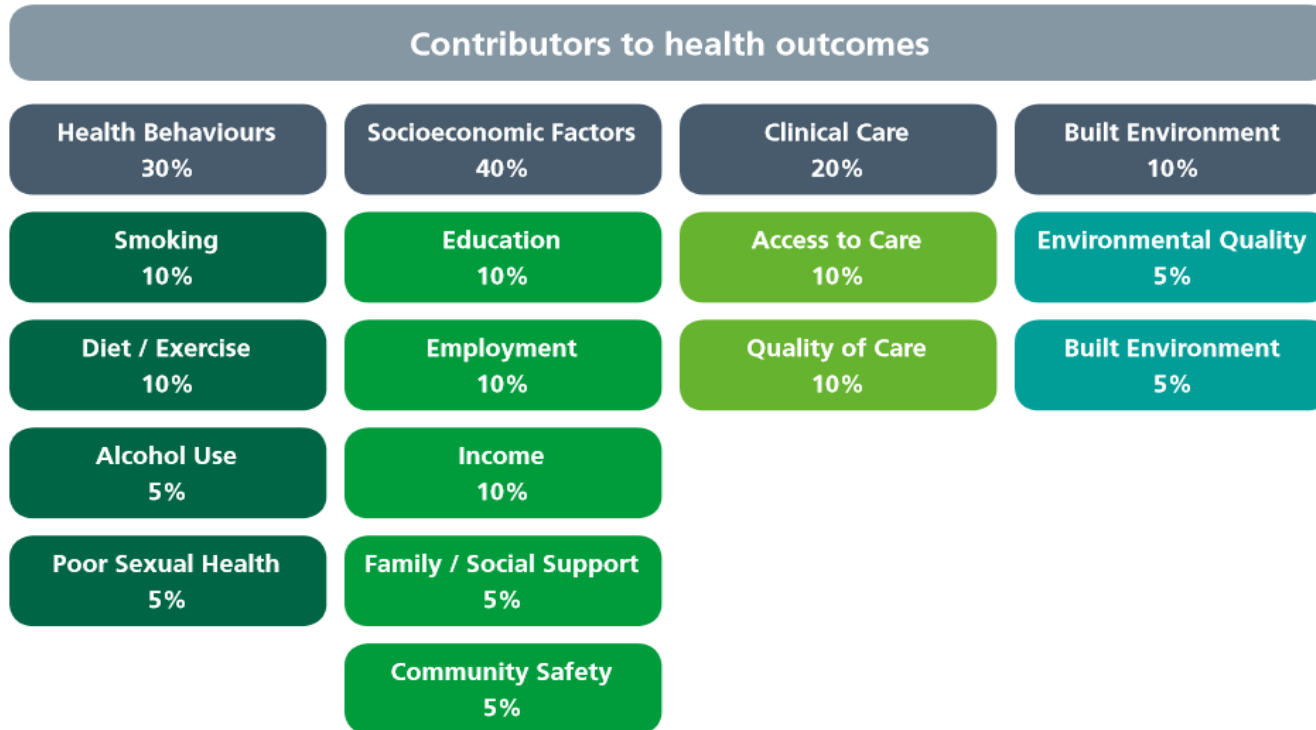 Contributors to health outcomes
Health Behaviours
30%
Smoking
10%
Diet / Exercise
10%
Alcohol Use
5%
Poor Sexual Health
5%
Socioeconomic Factors
40%
Education
10%
Employment
10%
Income
10%
Family / Social Support
5%
Community Safety
5%
Clinical Care
20%
Access to Care
10%
Quality of Care
10%
Built Environment
10%
Environmental Quality
5%
Built Environment
5%